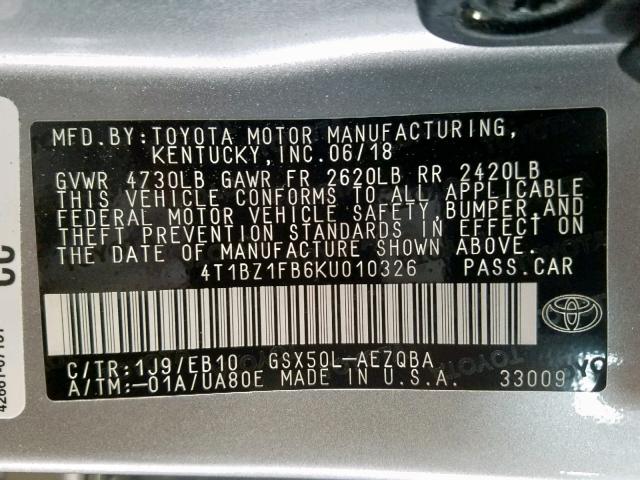 MFD.BY:TOYOTA MOTOR MANUFACTURING,
KENTUCKY,INC.06/18
GVWR 4730LB GAWR FR 2620LB RR 2420LB
THIS VEHICLE CONFORMS TO ALL APPLICABLE
FEDERAL MOTOR VEHICLE SAFETY,BUMPER,AND
THEFT PREVENTION STANDARDS IN EFFECT ON
THE DATE OF MANUFACTURE SHOWN ABOVE.
4T1BZ1FB6KU010326 PASS.CAR
C/TR:1J9/EB10 GSX50L-AEZQBA
A/TM:-01A/UA80E MADE IN U.S.A. 33009
CC